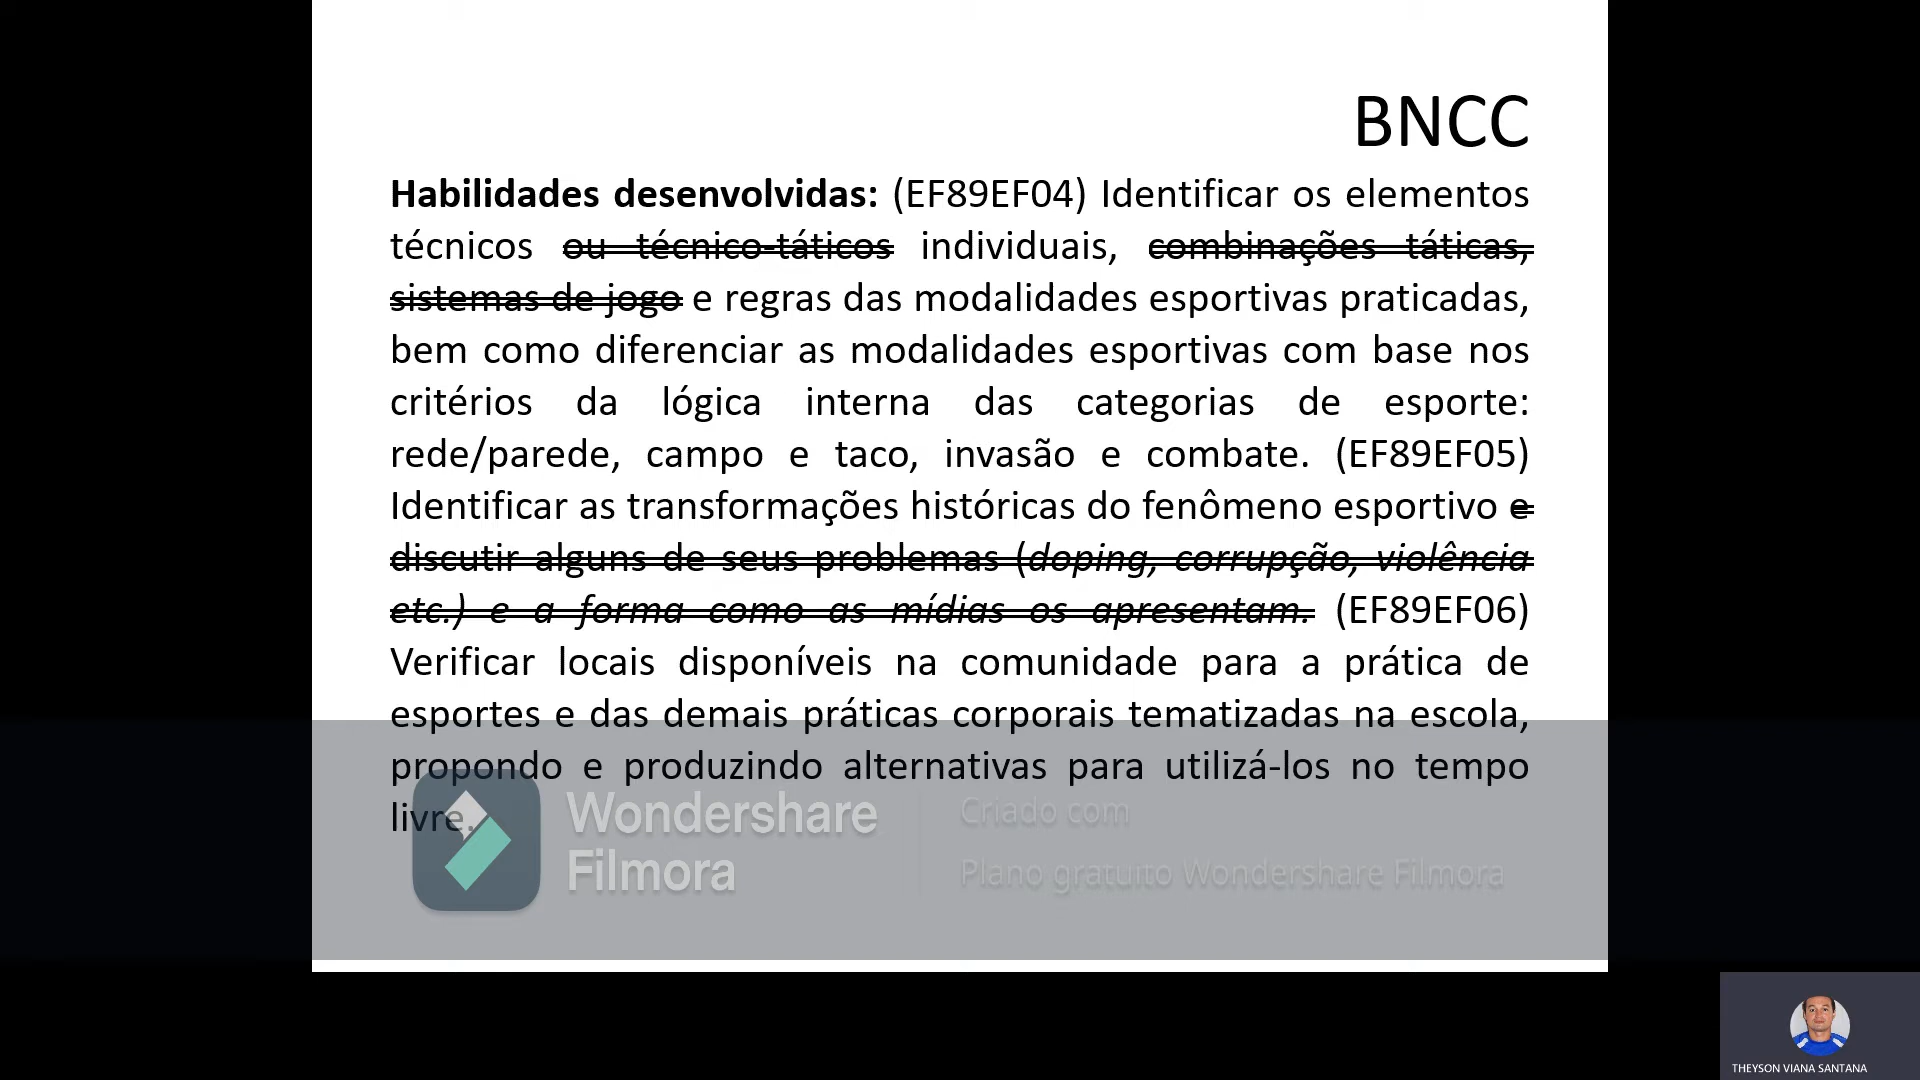 BNCC
Habilidades desenvolvidas: (EF89EF04) Identificar os elementos
técnicos ou técnico-táticos individuais, combinações táticas,
sistemas de jogo e regras das modalidades esportivas praticadas,
bem como diferenciar as modalidades esportivas com base nos
critérios da lógica interna das categorias de esporte:
rede/parede, campo e taco, invasão e combate. (EF89EF05)
Identificar as transformações históricas do fenômeno esportivo e
discutir alguns de seus problemas (doping, corrupção, violência
etc.) e a forma como as mídias os apresentam. (EF89EF06)
Verificar locais disponíveis na comunidade para a prática de
esportes e das demais práticas corporais tematizadas na escola,
propondo e produzindo alternativas para utilizá-los no tempo
livre.
Wondershare
Filmora
Criado com
Plano gratuito Wondershare Filmora
THEYSON VIANA SANTANA